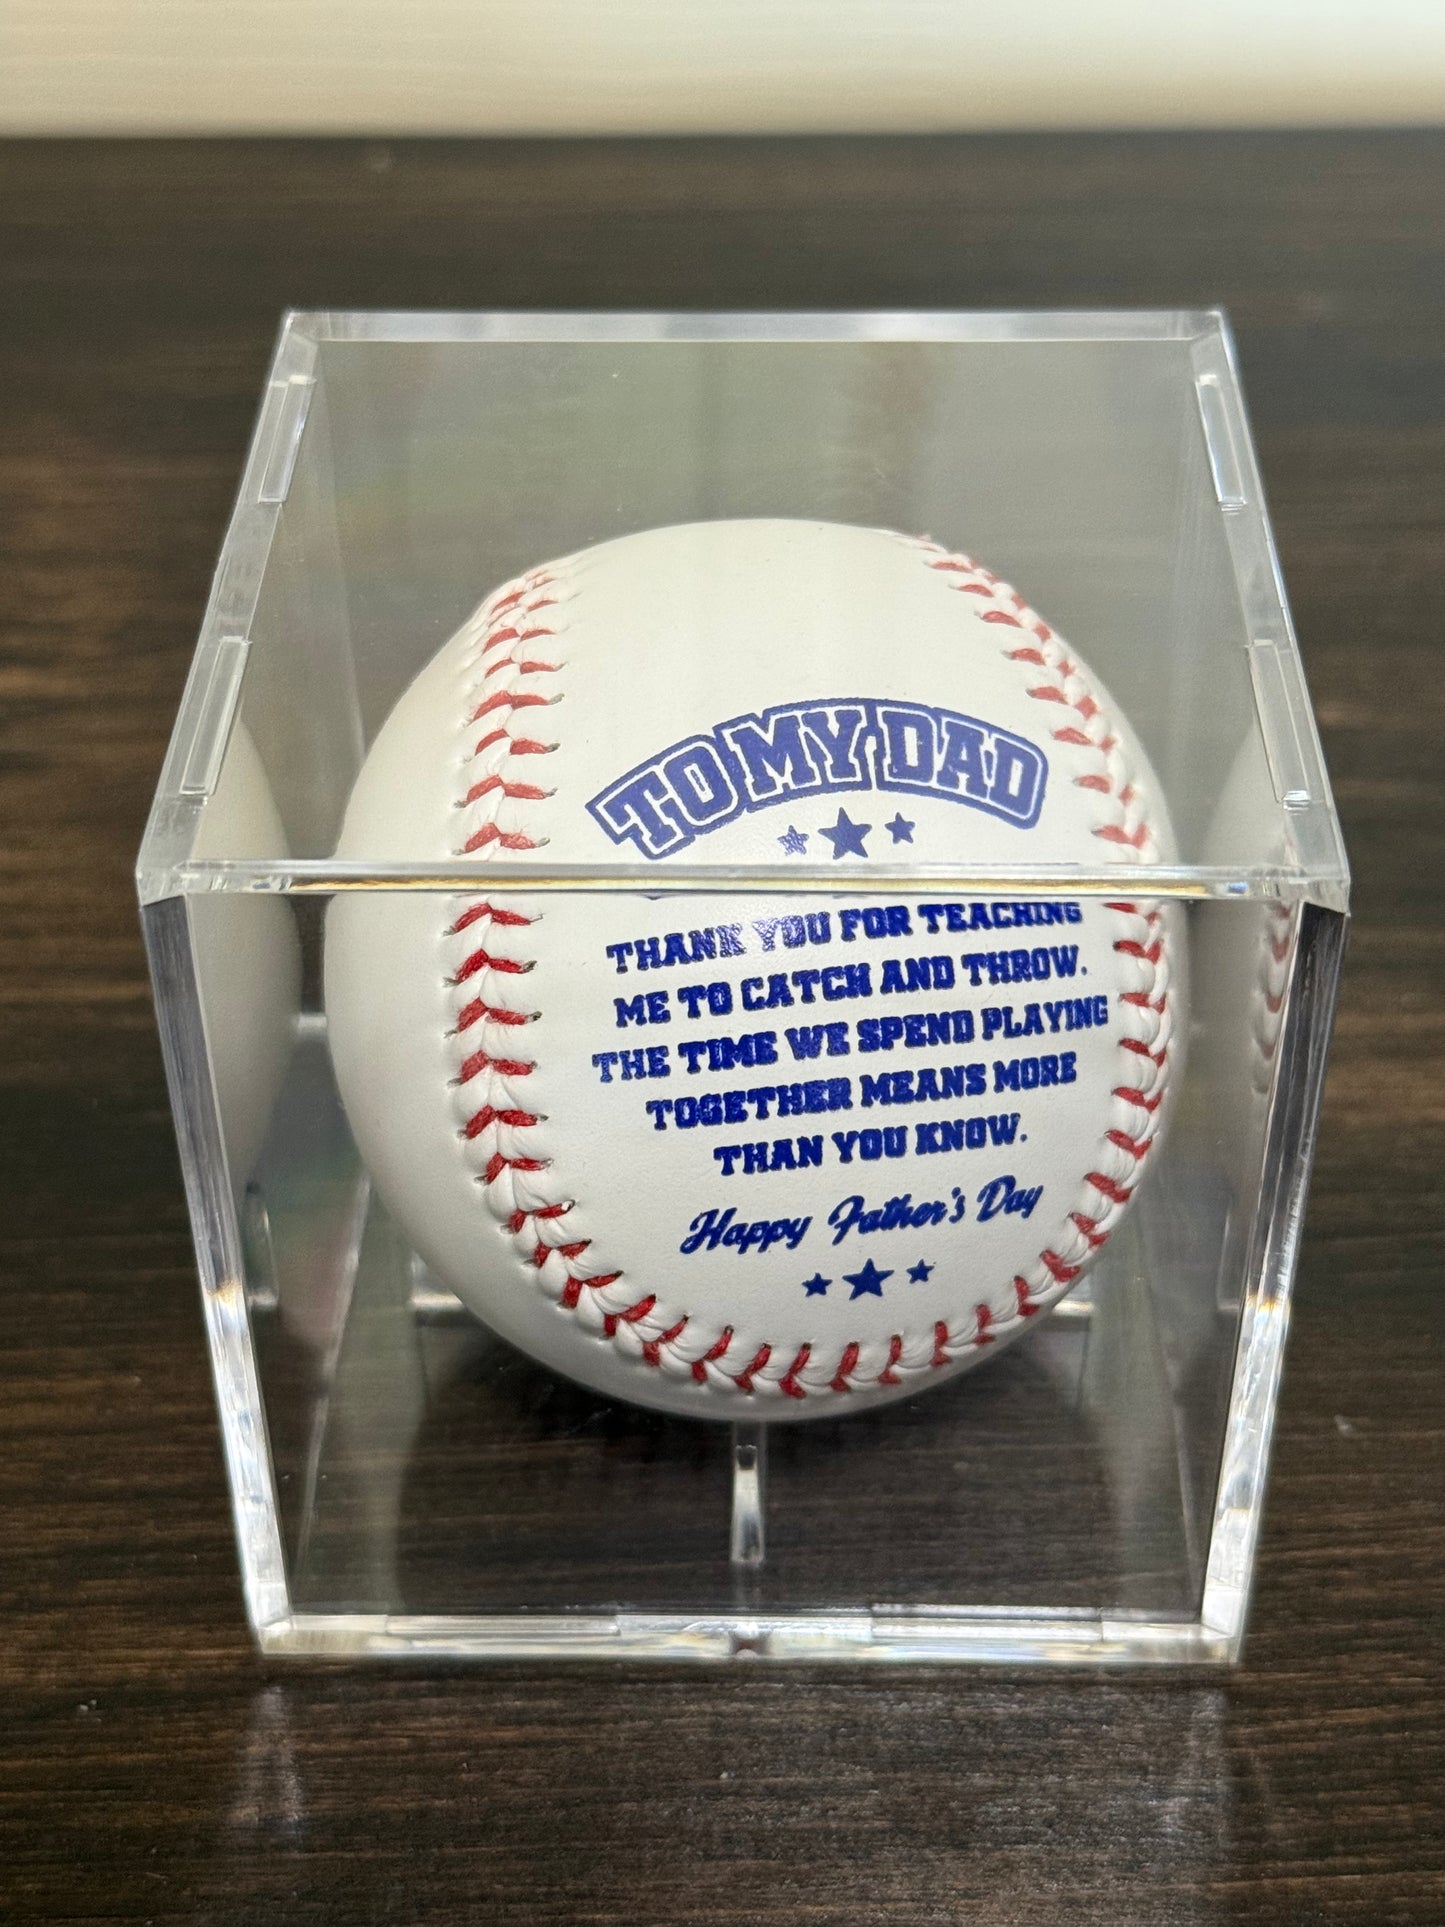 TO MY DAD
THANK YOU FOR TEACHING
ME TO CATCH AND THROW.
THE TIME WE SPEND PLAYING
TOGETHER MEANS MORE
THAN YOU KNOW.
Happy Father's Day